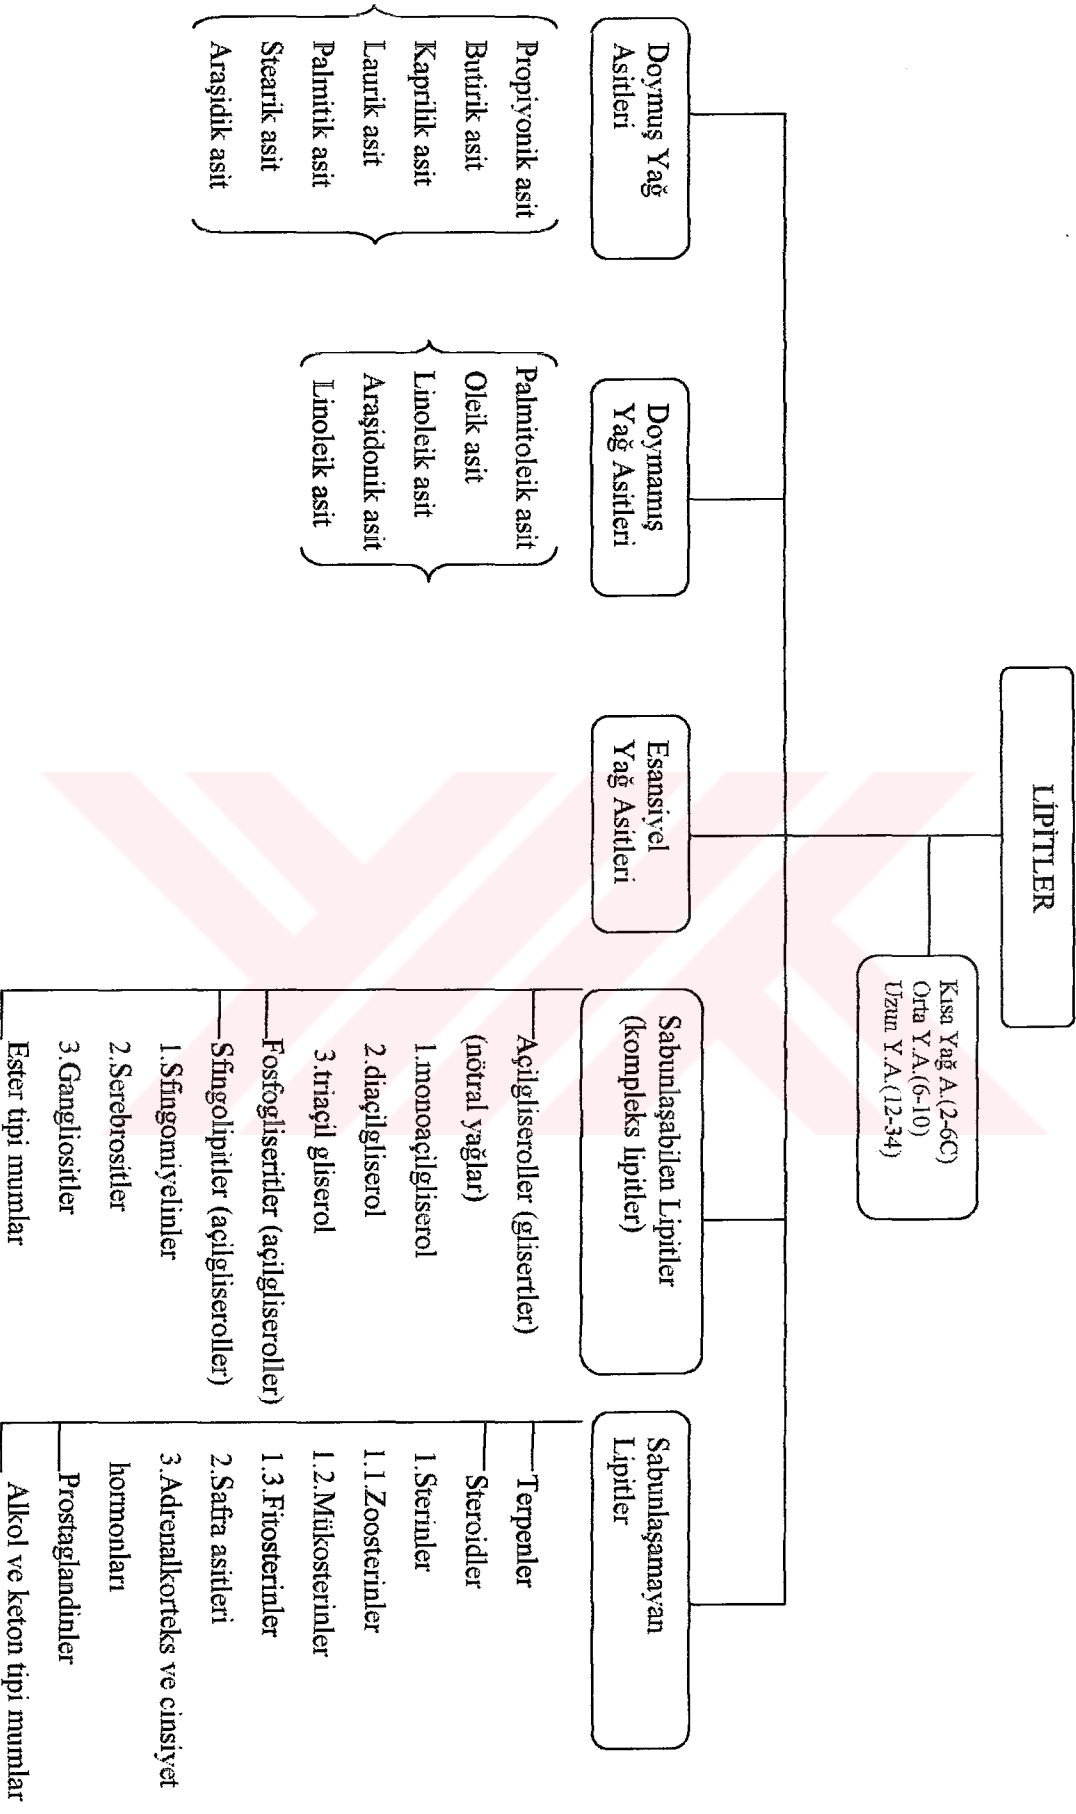 LİPİTLER
Kısa Yağ A.(2-6C)
Orta Y.A.(6-10)
Uzun Y.A.(12-34)
Doymuş Yağ
Asitleri
Propiyonik asit
Butirik asit
Kaprilik asit
Laurik asit
Palmitik asit
Stearik asit
Araşidik asit
Doymamış
Yağ Asitleri
Palmitoleik asit
Oleik asit
Linoleik asit
Araşidonik asit
Linoleik asit
Esansiyel
Yağ Asitleri
Sabunlaşabilen Lipitler
(kompleks lipitler)
Açilgliseroller (glisertler)
(nötral yağlar)
1.monoaçilgliserol
2.diaçilgliserol
3.triaçil gliserol
Fosfogliseritler (açilgliseroller)
Sfingolipitler (açilgliseroller)
1.Sfingomiyelinler
2.Serebrositler
3.Gangliositler
Ester tipi mumlar
Sabunlaşamayan
Lipitler
Terpenler
Steroidler
1.Sterinler
1.1.Zoosterinler
1.2.Mükosterinler
1.3.Fitosterinler
2.Safra asitleri
3.Adrenalkorteks ve cinsiyet
hormonları
Prostaglandinler
Alkol ve keton tipi mumlar